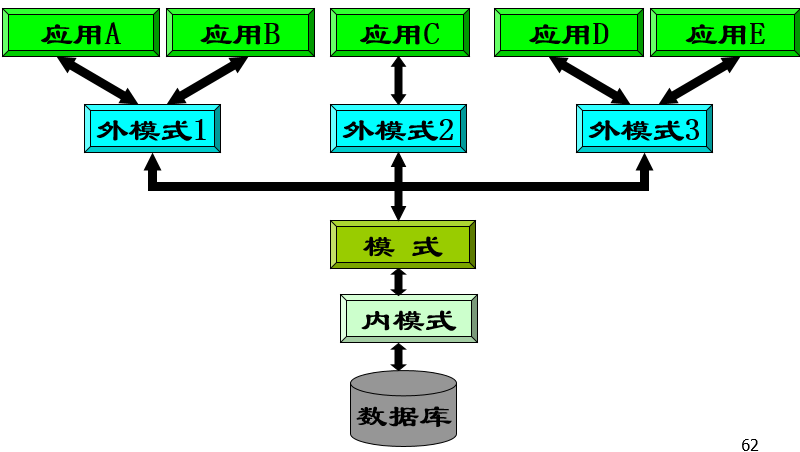 应用A
应用B
应用C
应用D
应用E
外模式1
外模式2
外模式3
模 式
内模式
数据库
62